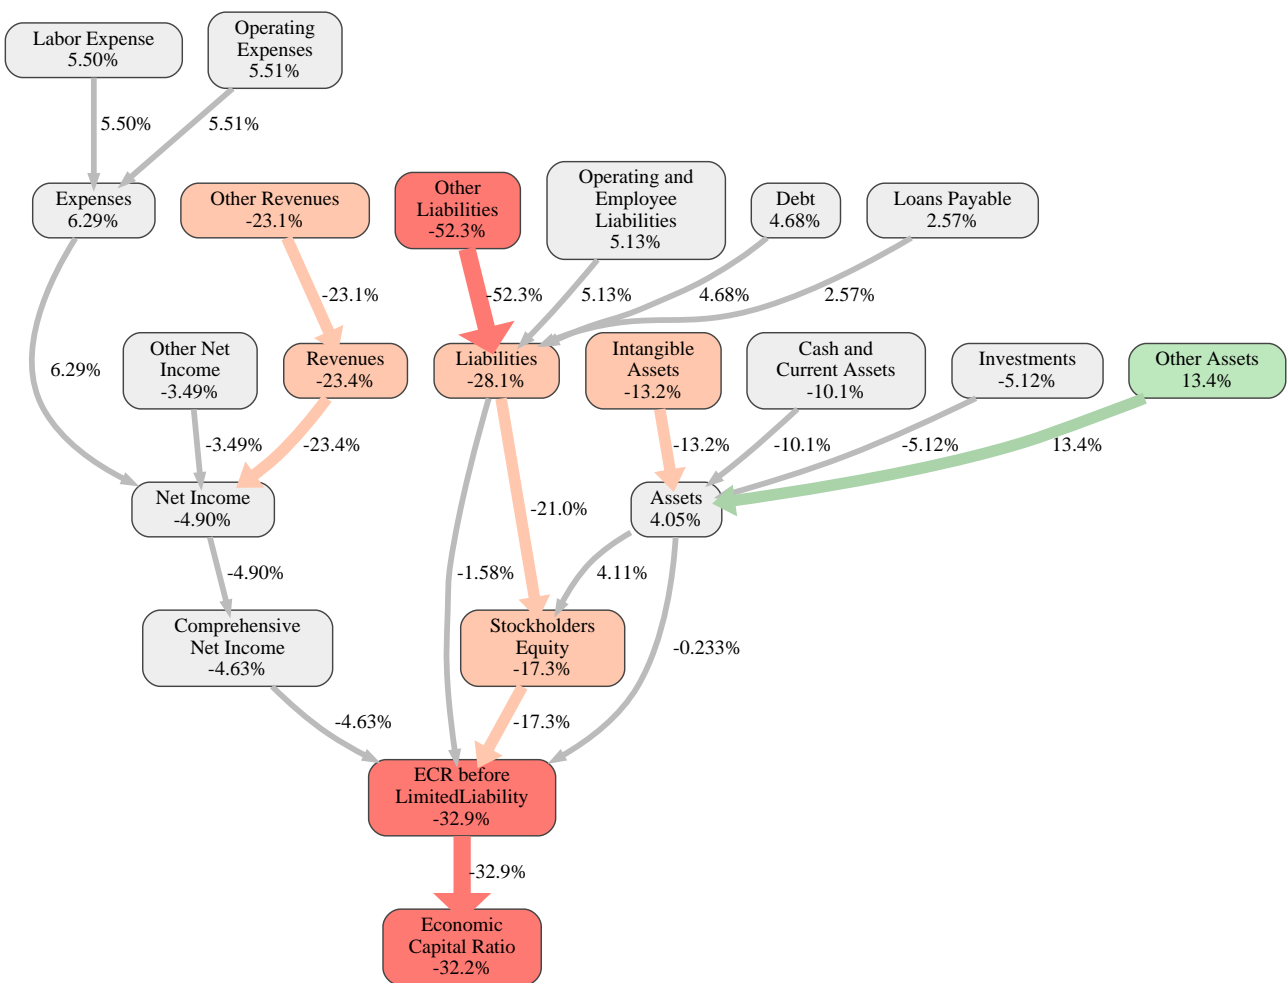 Labor Expense
5.50%
Operating
Expenses
5.51%
5.50%
5.51%
Expenses
6.29%
Other Revenues
-23.1%
Other
Liabilities
-52.3%
Operating and
Employee
Liabilities
5.13%
Debt
4.68%
Loans Payable
2.57%
-23.1%
-52.3%
5.13%
4.68%
2.57%
6.29%
Other Net
Income
-3.49%
Revenues
-23.4%
Liabilities
-28.1%
Intangible
Assets
-13.2%
Cash and
Current Assets
-10.1%
Investments
-5.12%
Other Assets
13.4%
-3.49%
-23.4%
-13.2%
-10.1%
-5.12%
13.4%
Net Income
-4.90%
-21.0%
Assets
4.05%
-4.90%
-1.58%
4.11%
Comprehensive
Net Income
-4.63%
Stockholders
Equity
-17.3%
-0.233%
-4.63%
-17.3%
ECR before
LimitedLiability
-32.9%
-32.9%
Economic
Capital Ratio
-32.2%